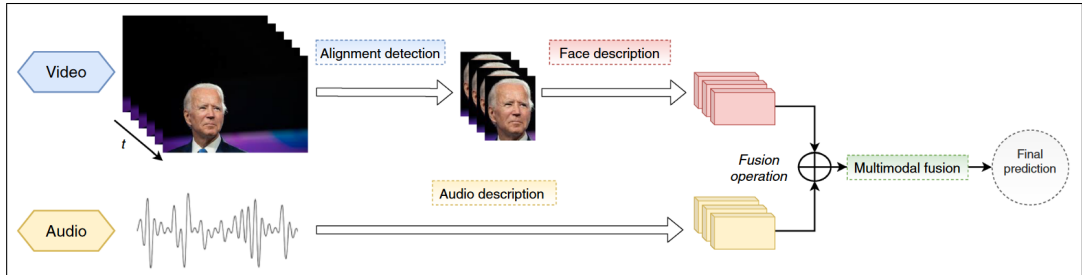 Video
Alignment detection
Face description
t
Fusion
operation
Multimodal fusion
Final
prediction
Audio description
Audio